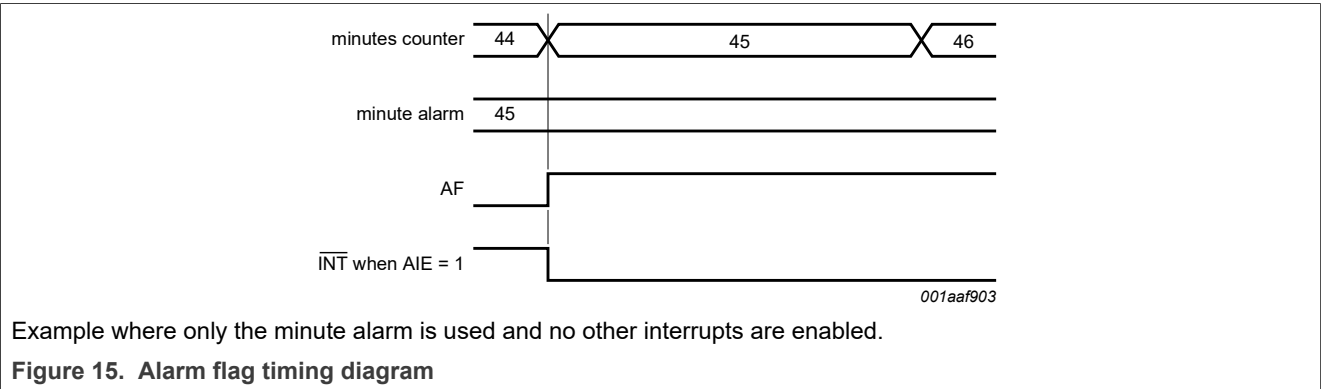 minutes counter 44 45 46
minute alarm 45
AF
INT when AIE = 1
001aaf903
Example where only the minute alarm is used and no other interrupts are enabled.
Figure 15. Alarm flag timing diagram